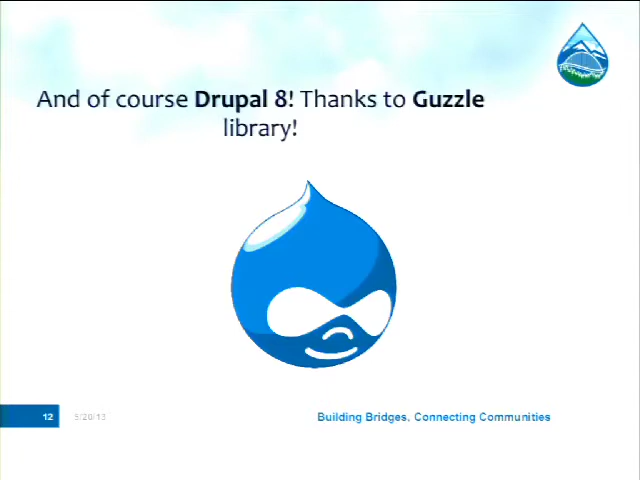 And of course Drupal 8! Thanks to Guzzle
library!
12
5/20/13
Building Bridges, Connecting Communities